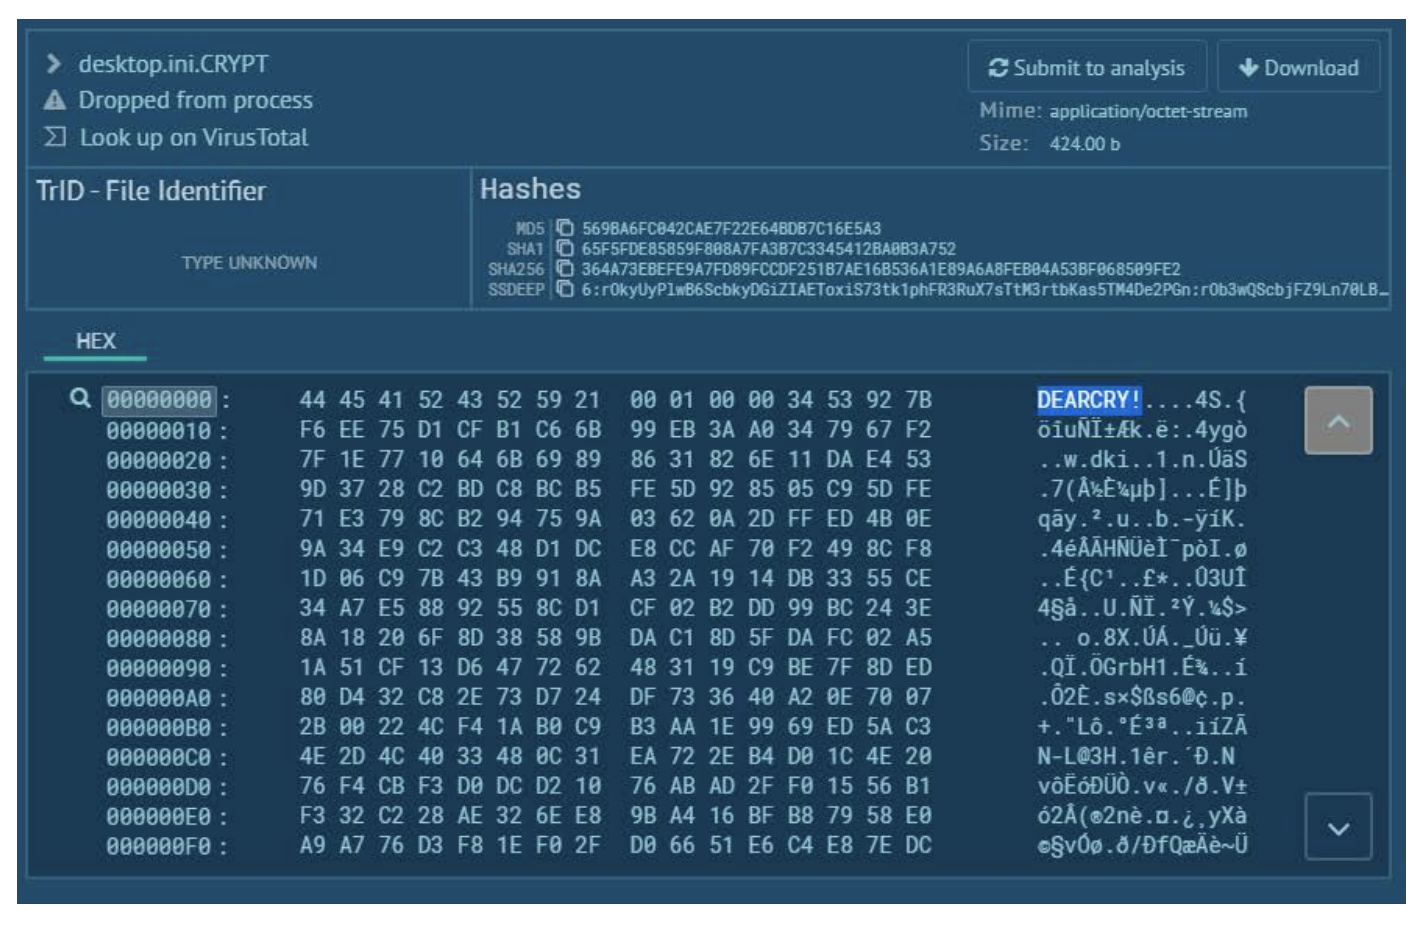 desktop.ini.CRYPT
Dropped from process
Look up on VirusTotal
Submit to analysis
Download
Mime: application/octet-stream
Size: 424.00 b
TrID - File Identifier
TYPE UNKNOWN
Hashes
MD5 569BA6FC042CAE7F22E64BDB7C16E5A3
SHA1 65F5FDE85859F808A7FA3B7C3345412BA0B3A752
SHA256 364A73EBEFE9A7FD89FCCDF251B7AE16B536A1E89A6A8FEB04A53BF068509FE2
SSDEEP 6:rOkyUyPlwB6ScbkyDGiZIAEToxiS73tk1phFR3RuX7sTtM3rtbKas5TM4De2PGn:rOb3wQScbjFZ9Ln70LB…
HEX
00000000: 44 45 41 52 43 52 59 21 00 01 00 00 34 53 92 7B DEARCRY!....4S.{
00000010: F6 EE 75 D1 CF B1 C6 6B 99 EB 3A A0 34 79 67 F2 öîuÑÏ±Æk.ë:.4ygò
00000020: 7F 1E 77 10 64 6B 69 89 86 31 82 6E 11 DA E4 53 ..w.dki..1.n.ÚäS
00000030: 9D 37 28 C2 BD C8 BC B5 FE 5D 92 85 05 C9 5D FE .7(Â½È¼µþ]...É]þ
00000040: 71 E3 79 8C B2 94 75 9A 03 62 0A 2D FF ED 4B 0E qãy.².u..b.-ÿíK.
00000050: 9A 34 E9 C2 C3 48 D1 DC E8 CC AF 70 F2 49 8C F8 .4éÂÃHÑÜèÌ¯pòI.ø
00000060: 1D 06 C9 7B 43 B9 91 8A A3 2A 19 14 DB 33 55 CE ..É{C¹..£*..Û3UÎ
00000070: 34 A7 E5 88 92 55 8C D1 CF 02 B2 DD 99 BC 24 3E 4§å..U.ÑÏ.²Ý.¼$>
00000080: 8A 18 20 6F 8D 38 58 9B DA C1 8D 5F DA FC 02 A5 .. o.8X.ÚÁ._Úü.¥
00000090: 1A 51 CF 13 D6 47 72 62 48 31 19 C9 BE 7F 8D ED .QÏ.ÖGrbH1.É¾..í
000000A0: 80 D4 32 C8 2E 73 D7 24 DF 73 36 40 A2 0E 70 07 .Ô2È.s×$ßs6@¢.p.
000000B0: 2B 00 22 4C F4 1A B0 C9 B3 AA 1E 99 69 ED 5A C3 +."Lô.°É³ª..iíZÃ
000000C0: 4E 2D 4C 40 33 48 0C 31 EA 72 2E B4 D0 1C 4E 20 N-L@3H.1êr.´Ð.N
000000D0: 76 F4 CB F3 D0 DC D2 10 76 AB AD 2F F0 15 56 B1 vôËóÐÜÒ.v«./ð.V±
000000E0: F3 32 C2 28 AE 32 6E E8 9B A4 16 BF B8 79 58 E0 ó2Â(®2nè.¤.¿¸yXà
000000F0: A9 A7 76 D3 F8 1E F0 2F D0 66 51 E6 C4 E8 7E DC ©§vÓø.ð/ÐfQæÄè~Ü